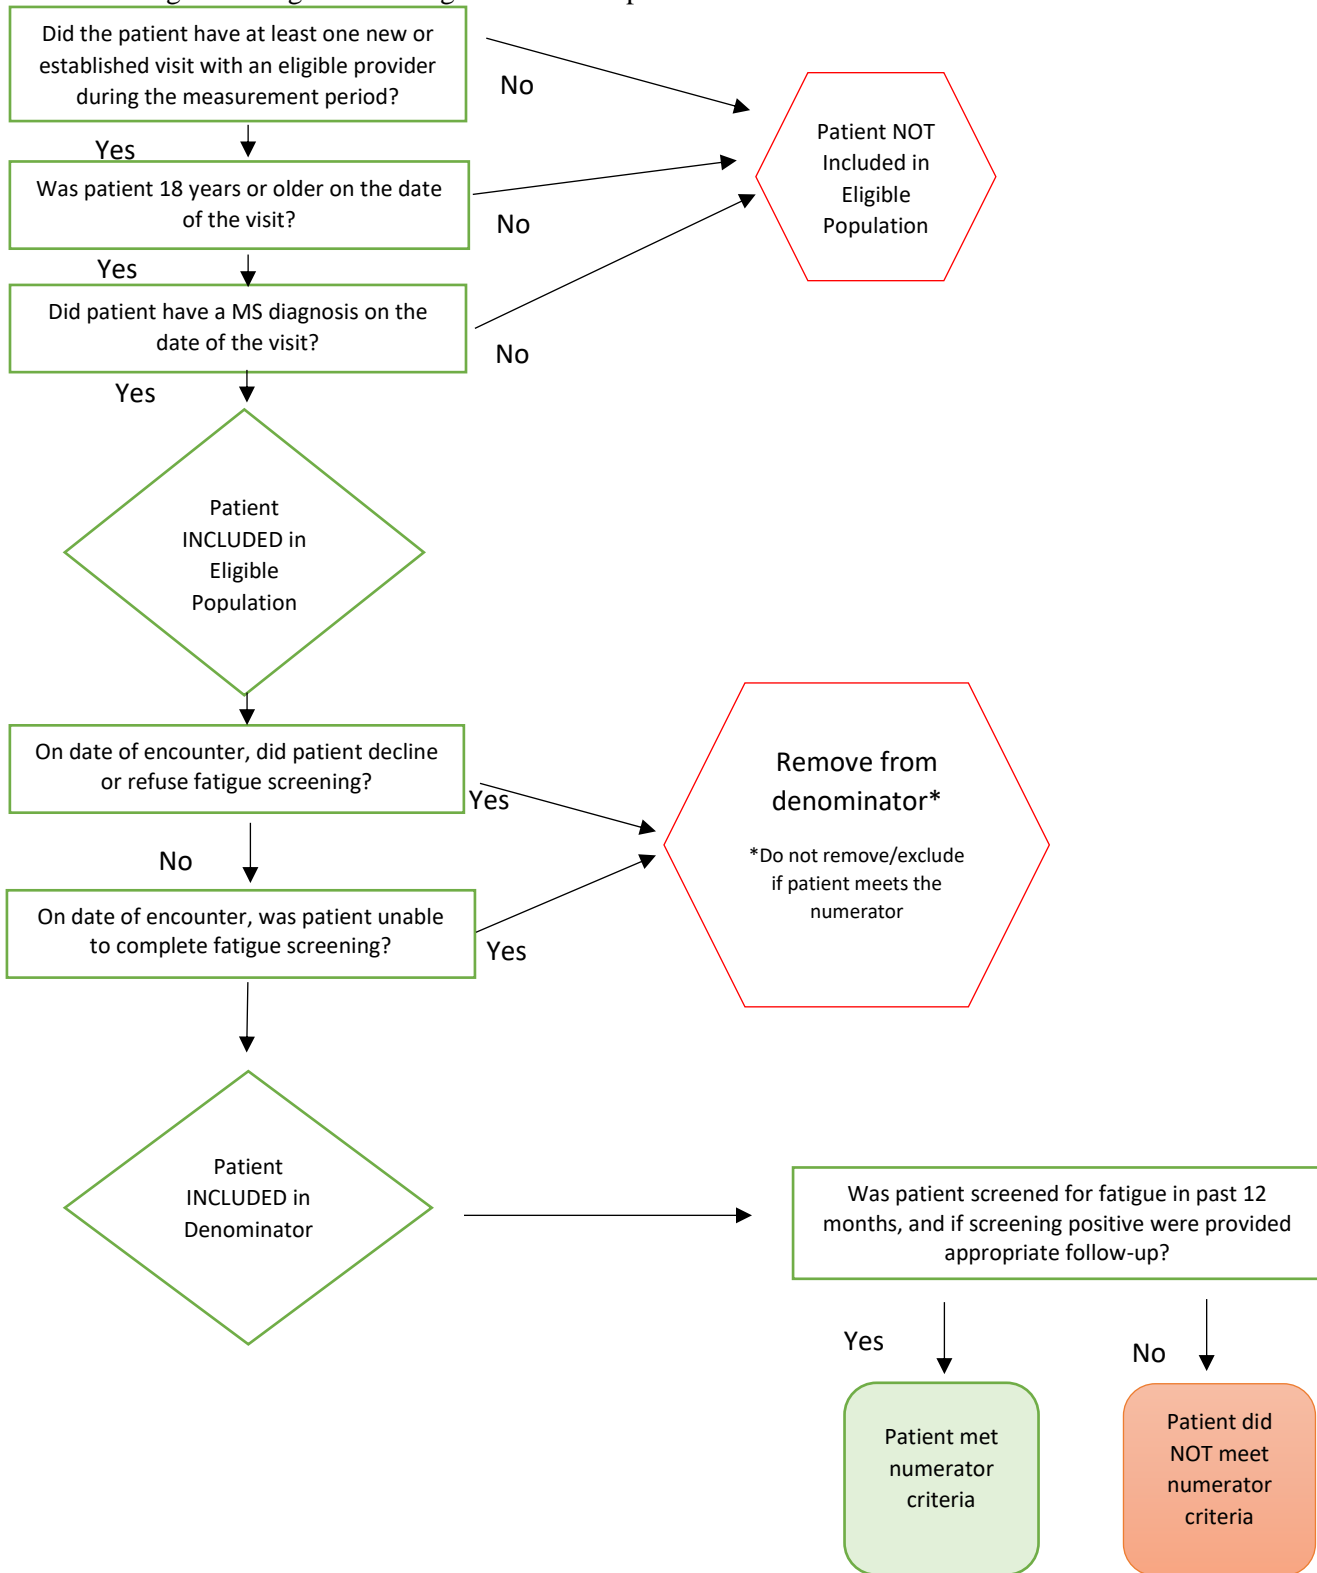 Did the patient have at least one new or
established visit with an eligible provider
during the measurement period?
No
Patient NOT
Included in
Eligible
Population
Yes
Was patient 18 years or older on the date
of the visit?
No
Yes
Did patient have a MS diagnosis on the
date of the visit?
No
Yes
Patient
INCLUDED in
Eligible
Population
On date of encounter, did patient decline
or refuse fatigue screening?
Yes
Remove from
denominator*
*Do not remove/exclude
if patient meets the
numerator
No
On date of encounter, was patient unable
to complete fatigue screening?
Yes
Patient
INCLUDED in
Denominator
Was patient screened for fatigue in past 12
months, and if screening positive were provided
appropriate follow-up?
Yes
No
Patient met
numerator
criteria
Patient did
NOT meet
numerator
criteria